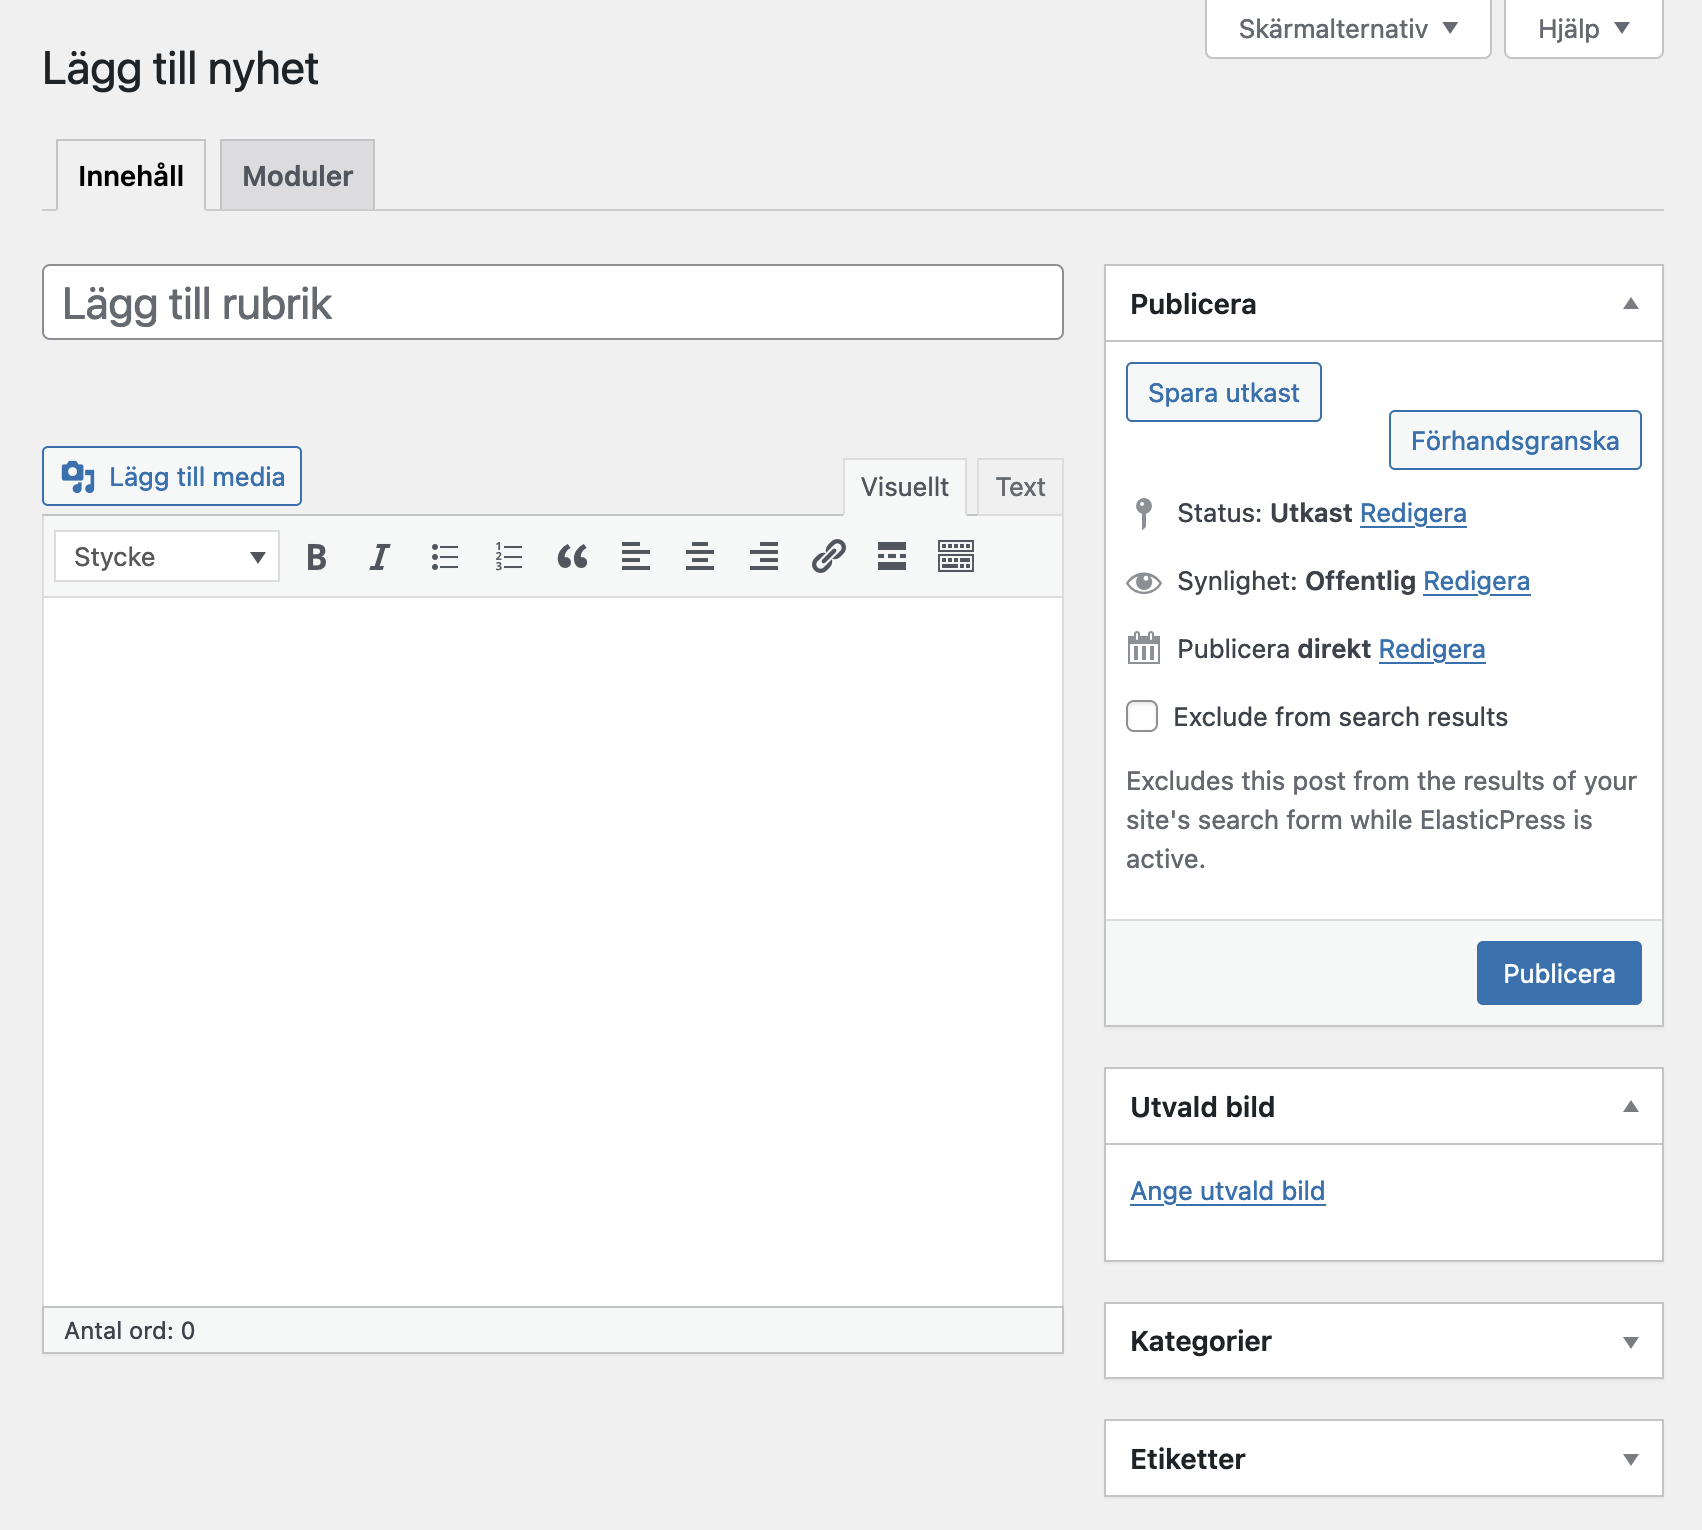 Skärmalternativ
Hjälp
Lägg till nyhet
Innehåll
Moduler
Lägg till rubrik
Lägg till media
Visuellt
Text
Stycke
B
I
1
2
3
Antal ord: 0
Publicera
Spara utkast
Förhandsgranska
Status: Utkast Redigera
Synlighet: Offentlig Redigera
Publicera direkt Redigera
Exclude from search results
Excludes this post from the results of your
site's search form while ElasticPress is
active.
Publicera
Utvald bild
Ange utvald bild
Kategorier
Etiketter